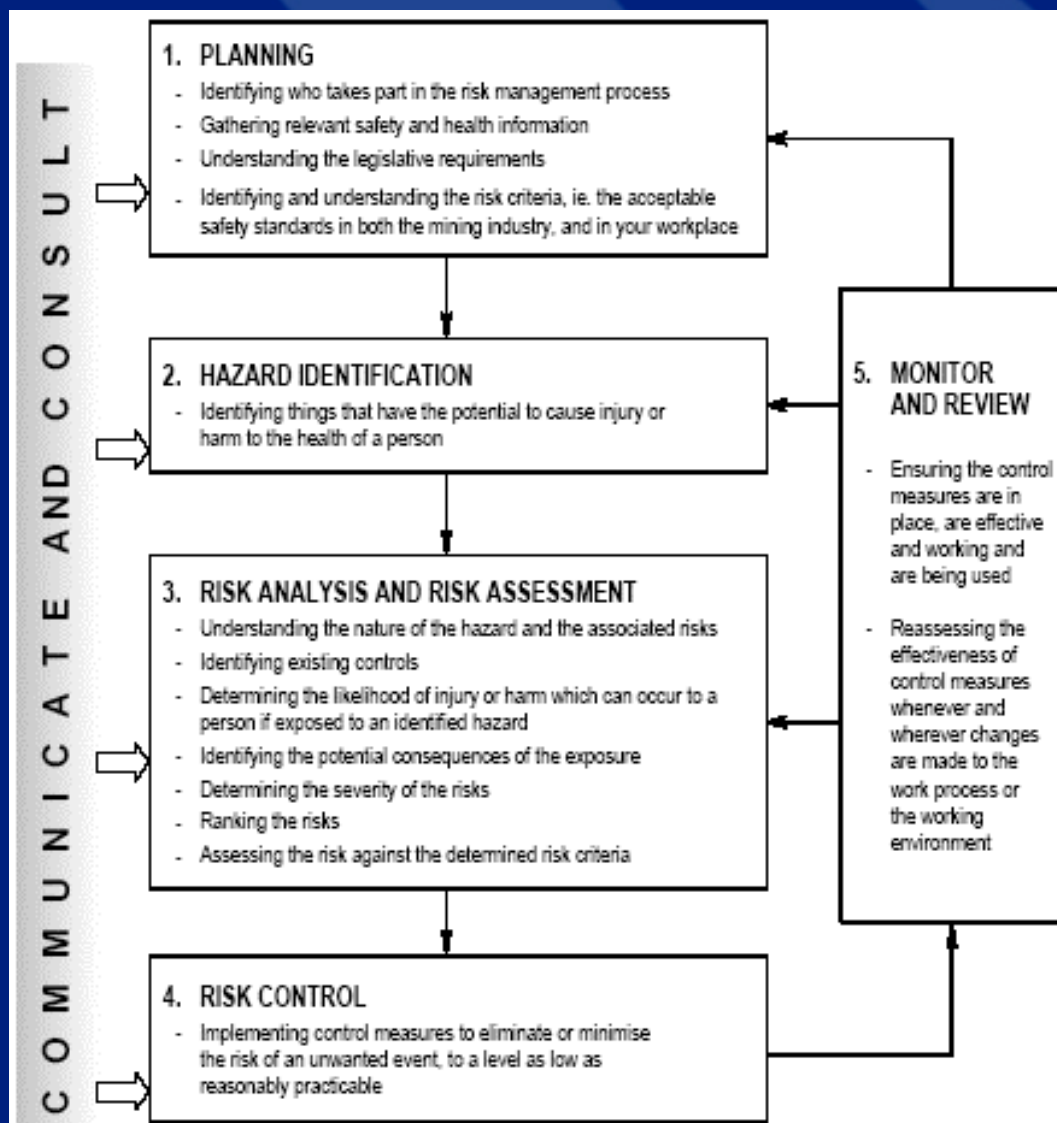 COMMUNICATE AND CONSULT
1. PLANNING
- Identifying who takes part in the risk management process
- Gathering relevant safety and health information
- Understanding the legislative requirements
- Identifying and understanding the risk criteria, ie. the acceptable
safety standards in both the mining industry, and in your workplace
2. HAZARD IDENTIFICATION
- Identifying things that have the potential to cause injury or
harm to the health of a person
3. RISK ANALYSIS AND RISK ASSESSMENT
- Understanding the nature of the hazard and the associated risks
- Identifying existing controls
- Determining the likelihood of injury or harm which can occur to a
person if exposed to an identified hazard
- Identifying the potential consequences of the exposure
- Determining the severity of the risks
- Ranking the risks
- Assessing the risk against the determined risk criteria
4. RISK CONTROL
- Implementing control measures to eliminate or minimise
the risk of an unwanted event, to a level as low as
reasonably practicable
5. MONITOR
AND REVIEW
- Ensuring the control
measures are in
place, are effective
and working and
are being used
- Reassessing the
effectiveness of
control measures
whenever and
wherever changes
are made to the
work process or
the working
environment